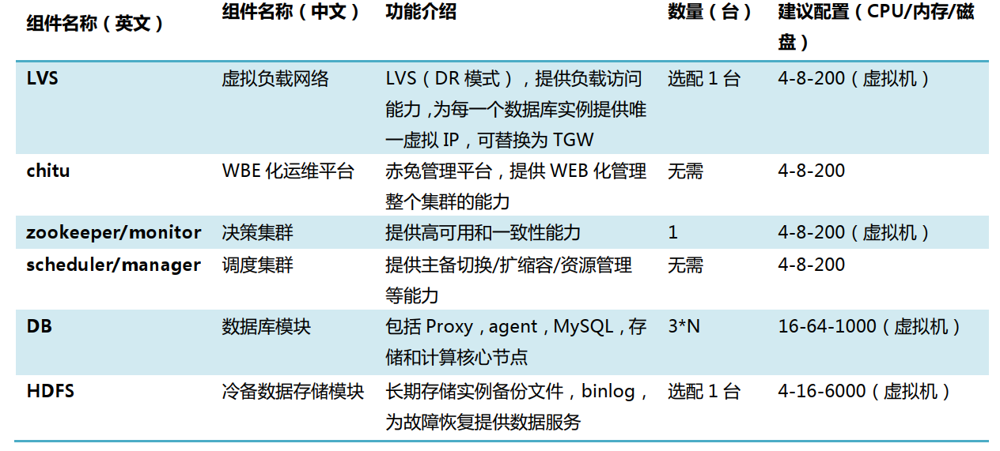 组件名称（英文） 组件名称（中文） 功能介绍 数量（台） 建议配置（CPU/内存/磁盘）
LVS 虚拟负载网络 LVS（DR 模式），提供负载访问能力，为每一个数据库实例提供唯一虚拟 IP，可替换为 TGW 选配 1 台 4-8-200（虚拟机）
chitu WBE 化运维平台 赤兔管理平台，提供 WEB 化管理整个集群的能力 无需 4-8-200
zookeeper/monitor 决策集群 提供高可用和一致性能力 1 4-8-200（虚拟机）
scheduler/manager 调度集群 提供主备切换/扩缩容/资源管理等能力 无需 4-8-200
DB 数据库模块 包括 Proxy，agent，MySQL，存储和计算核心节点 3*N 16-64-1000（虚拟机）
HDFS 冷备数据存储模块 长期存储实例备份文件，binlog，为故障恢复提供数据服务 选配 1 台 4-16-6000（虚拟机）